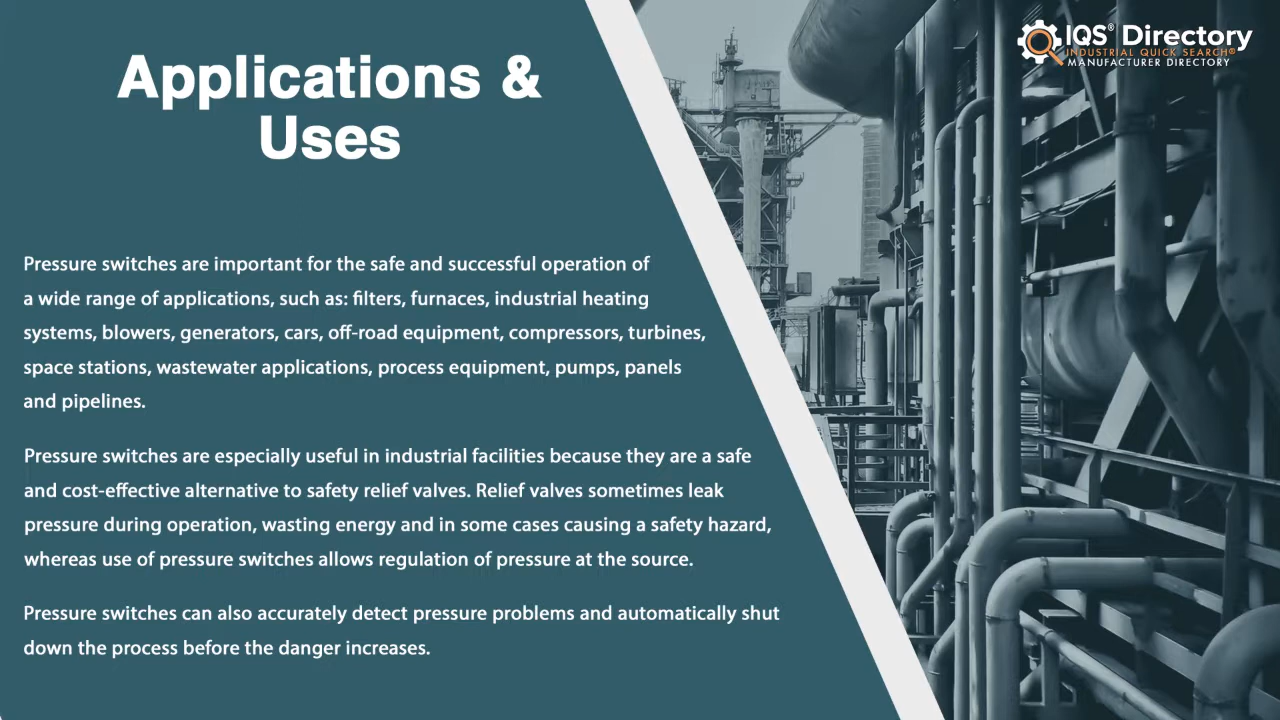 Applications &
Uses
IQS® Directory
INDUSTRIAL QUICK SEARCH®
MANUFACTURER DIRECTORY
Pressure switches are important for the safe and successful operation of
a wide range of applications, such as: filters, furnaces, industrial heating
systems, blowers, generators, cars, off-road equipment, compressors, turbines,
space stations, wastewater applications, process equipment, pumps, panels
and pipelines.
Pressure switches are especially useful in industrial facilities because they are a safe
and cost-effective alternative to safety relief valves. Relief valves sometimes leak
pressure during operation, wasting energy and in some cases causing a safety hazard,
whereas use of pressure switches allows regulation of pressure at the source.
Pressure switches can also accurately detect pressure problems and automatically shut
down the process before the danger increases.